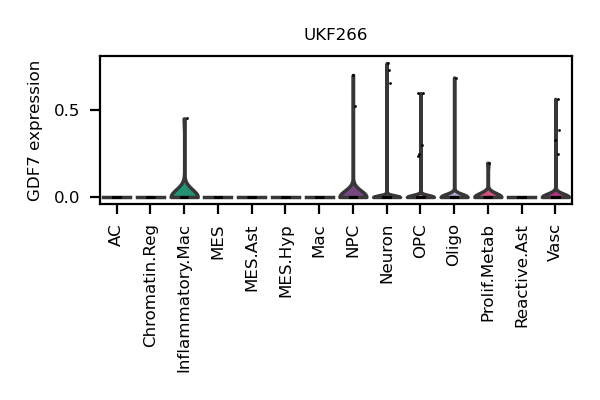 UKF266
GDF7 expression
0.5
0.0
AC
Chromatin.Reg
Inflammatory.Mac
MES
MES.Ast
MES.Hyp
Mac
NPC
Neuron
OPC
Oligo
Prolif.Metab
Reactive.Ast
Vasc